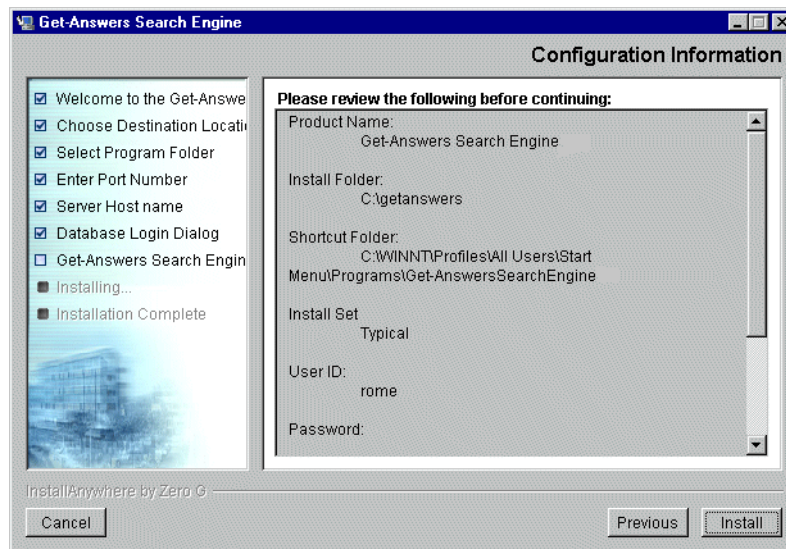 Get-Answers Search Engine
Configuration Information
Welcome to the Get-Answe
Choose Destination Locati
Select Program Folder
Enter Port Number
Server Host name
Database Login Dialog
Get-Answers Search Engin
Installing...
Installation Complete
Please review the following before continuing:
Product Name:
Get-Answers Search Engine
Install Folder:
C:\getanswers
Shortcut Folder:
C:\WINNT\Profiles\All Users\Start
Menu\Programs\Get-AnswersSearchEngine
Install Set
Typical
User ID:
rome
Password:
InstallAnywhere by Zero G
Cancel
Previous
Install